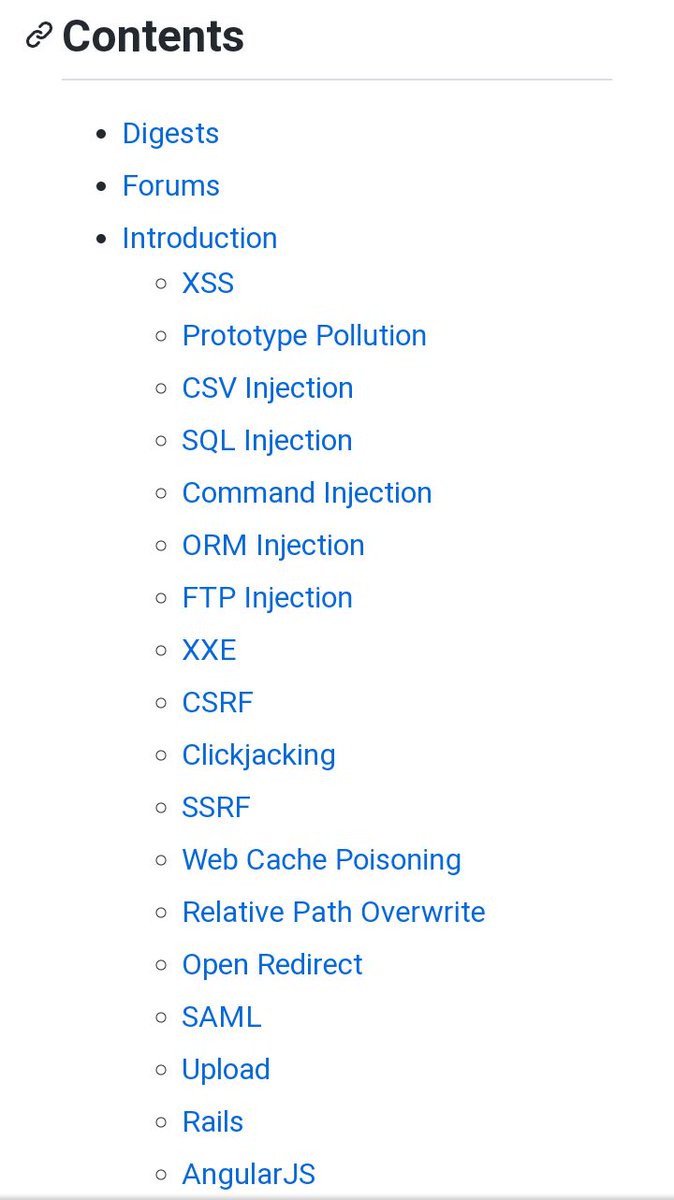 Contents
Digests
Forums
Introduction
XSS
Prototype Pollution
CSV Injection
SQL Injection
Command Injection
ORM Injection
FTP Injection
XXE
CSRF
Clickjacking
SSRF
Web Cache Poisoning
Relative Path Overwrite
Open Redirect
SAML
Upload
Rails
AngularJS